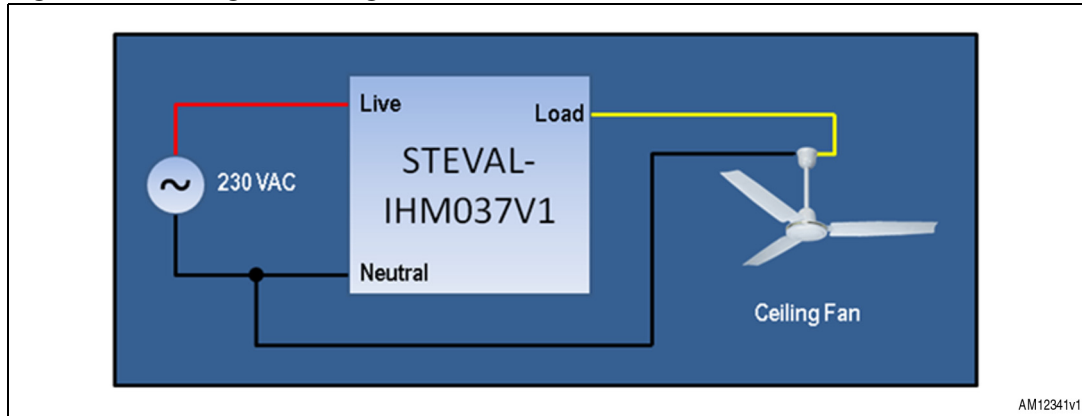 Live
Load
STEVAL-
IHM037V1
230 VAC
Neutral
Ceiling Fan
AM12341v1